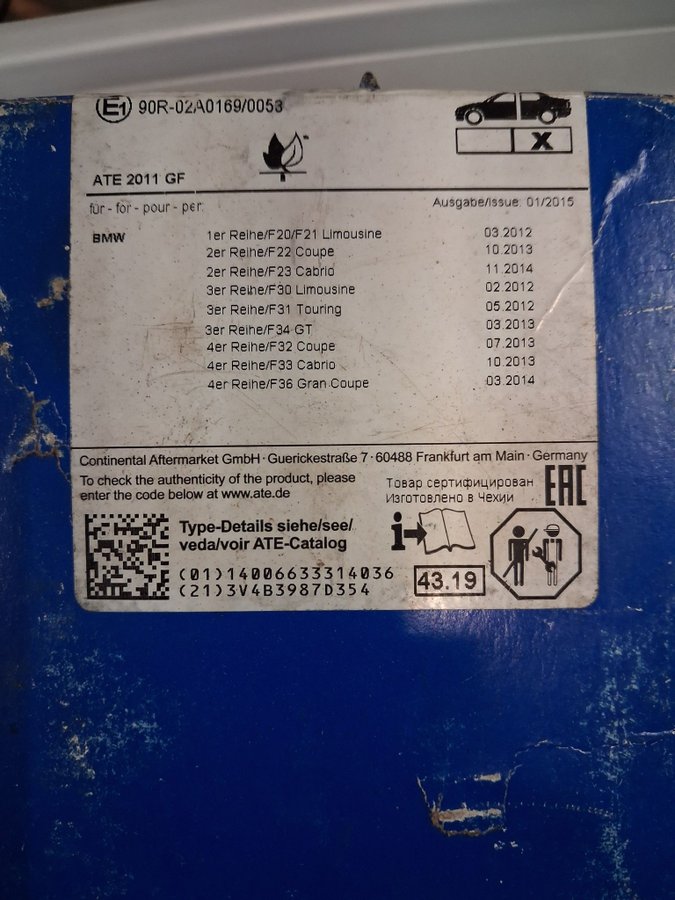 E1 90R-02A0169/0053
X
ATE 2011 GF
für - for - pour - per:
Ausgabe/Issue: 01/2015
BMW 1er Reihe/F20/F21 Limousine 03.2012
2er Reihe/F22 Coupe 10.2013
2er Reihe/F23 Cabrio 11.2014
3er Reihe/F30 Limousine 02.2012
3er Reihe/F31 Touring 05.2012
3er Reihe/F34 GT 03.2013
4er Reihe/F32 Coupe 07.2013
4er Reihe/F33 Cabrio 10.2013
4er Reihe/F36 Gran Coupe 03.2014
Continental Aftermarket GmbH · Guerickestraße 7 · 60488 Frankfurt am Main · Germany
To check the authenticity of the product, please
enter the code below at www.ate.de
Товар сертифицирован
Изготовлено в Чехии
EAC
Type-Details siehe/see/
veda/voir ATE-Catalog
i
(01)14006633314036
(21)3V4B3987D354
43.19